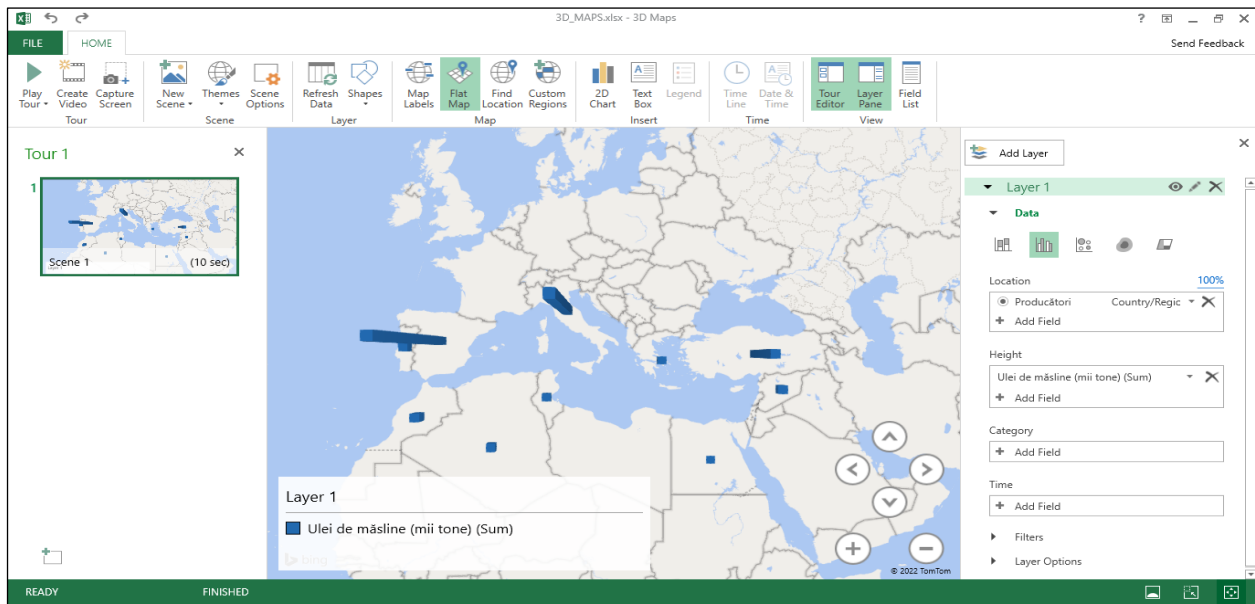 3D_MAPS.xlsx - 3D Maps
?
FILE HOME Send Feedback
Play Tour
Create Video
Capture Screen
Tour
New Scene
Themes
Scene Options
Scene
Refresh Data
Shapes
Layer
Map Labels
Flat Map
Find Location
Custom Regions
Map
2D Chart
Text Box
Legend
Insert
Time Line
Date & Time
Time
Tour Editor
Layer Pane
Field List
View
Tour 1
1
Scene 1 (10 sec)
Layer 1
Layer 1
Ulei de măsline (mii tone) (Sum)
bing
© 2022 TomTom
Add Layer
Layer 1
Data
Location 100%
Producători Country/Regic
Add Field
Height
Ulei de măsline (mii tone) (Sum)
Add Field
Category
Add Field
Time
Add Field
Filters
Layer Options
READY FINISHED